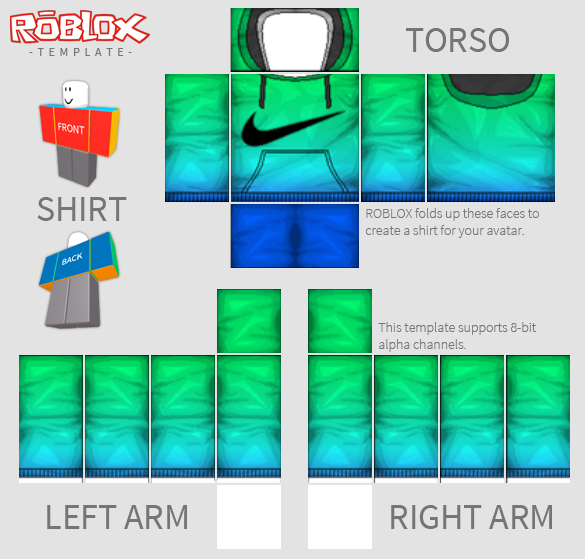 ROBLOX
-TEMPLATE-
TORSO
FRONT
SHIRT
ROBLOX folds up these faces to
create a shirt for your avatar.
BACK
This template supports 8-bit
alpha channels.
LEFT ARM
RIGHT ARM